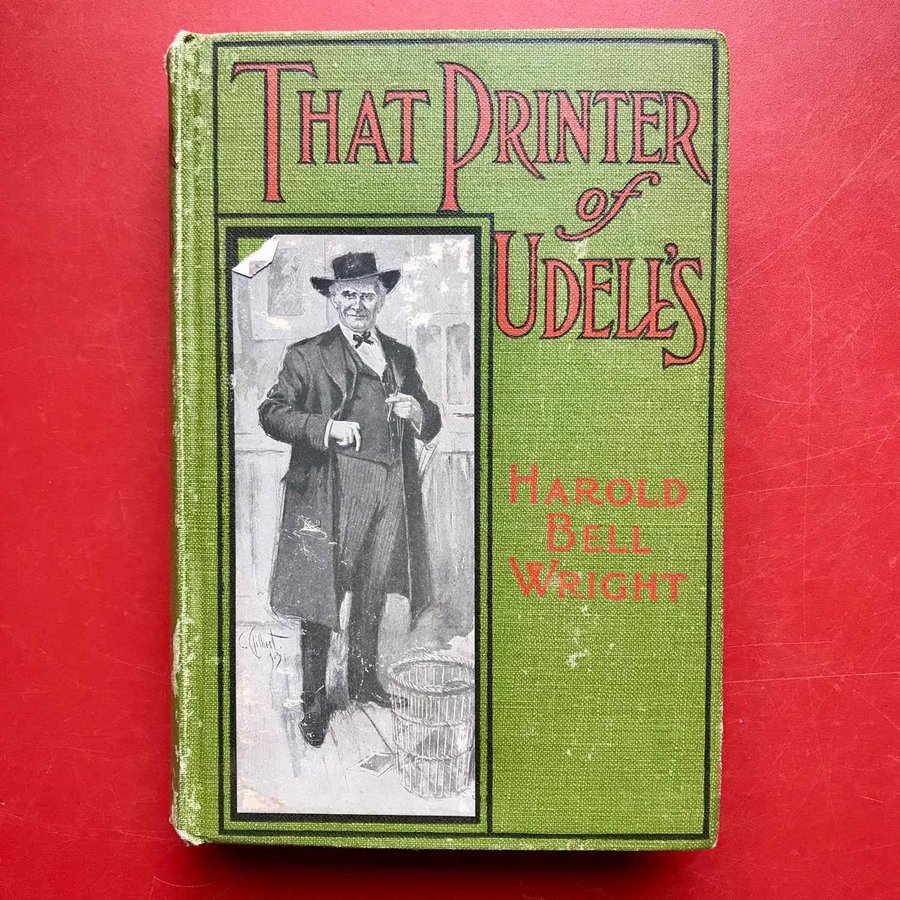 THAT PRINTER
of
UDELL'S
HAROLD
BELL
WRIGHT